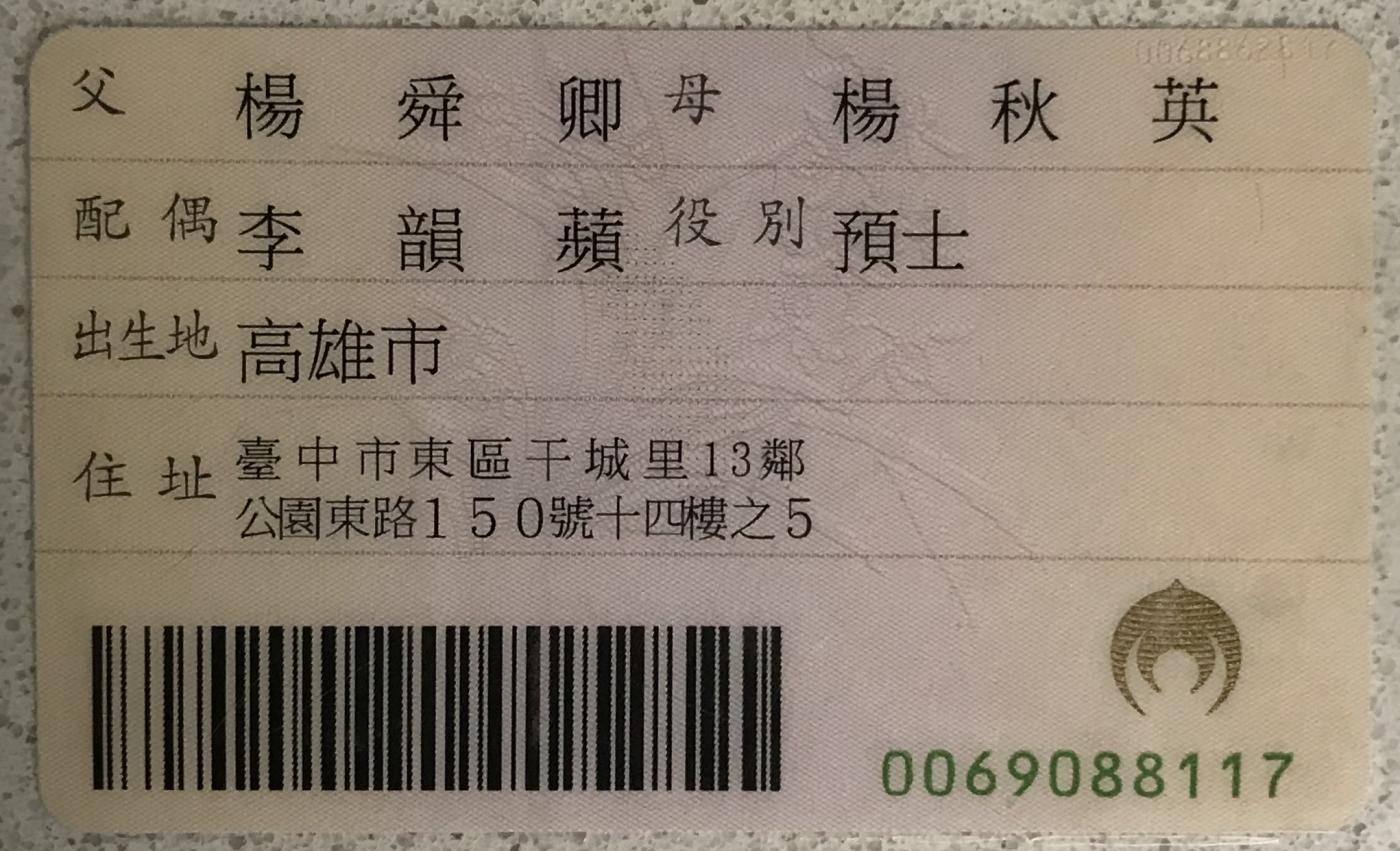 父 楊舜卿 母 楊秋英
配偶 李韻蘋 役別 預士
出生地 高雄市
住址 臺中市東區干城里13鄰
公園東路150號十四樓之5
0069088117